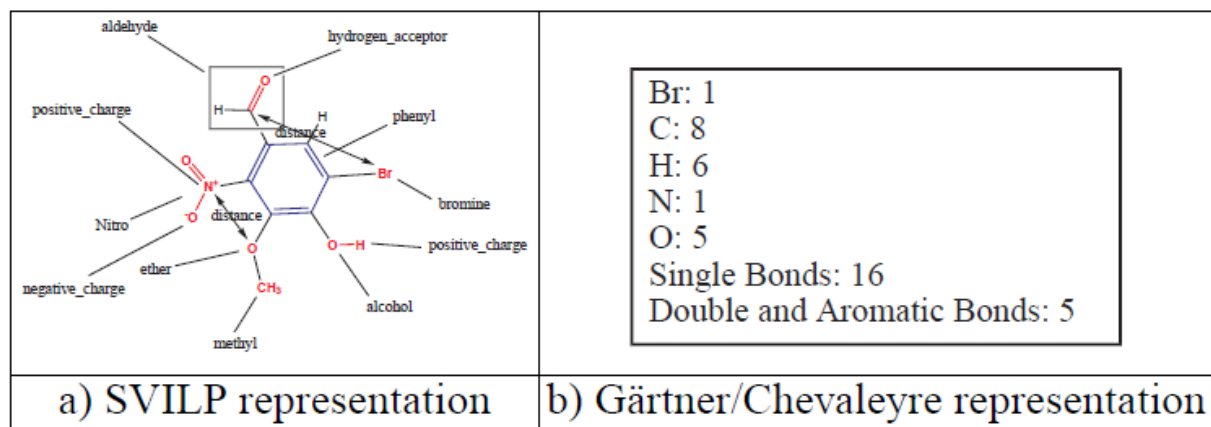 aldehyde
hydrogen_acceptor
O
H
H
positive_charge
distance
phenyl
O
N+
Br
Nitro
-O
distance
bromine
O
O-H
positive_charge
ether
negative_charge
CH3
alcohol
methyl
Br: 1
C: 8
H: 6
N: 1
O: 5
Single Bonds: 16
Double and Aromatic Bonds: 5
a) SVILP representation
b) Gärtner/Chevaleyre representation